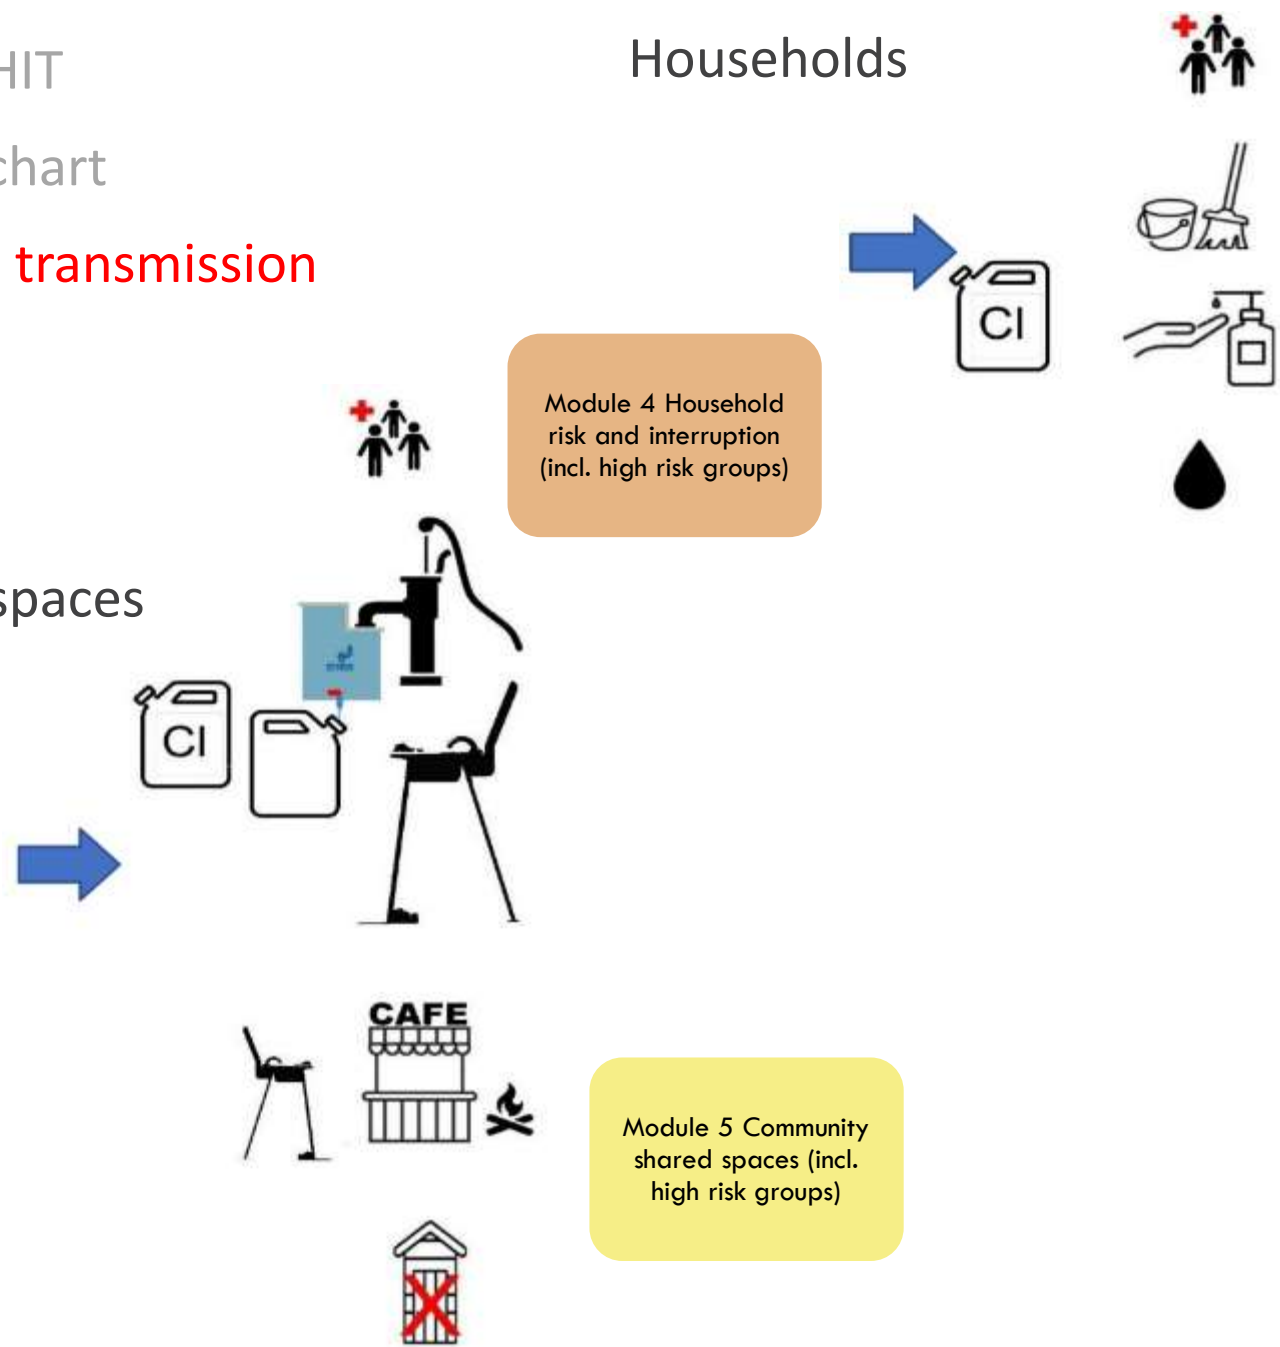 HIT
Households
chart
transmission
Cl
Module 4 Household
risk and interruption
(incl. high risk groups)
spaces
Cl
CAFE
Module 5 Community
shared spaces (incl.
high risk groups)